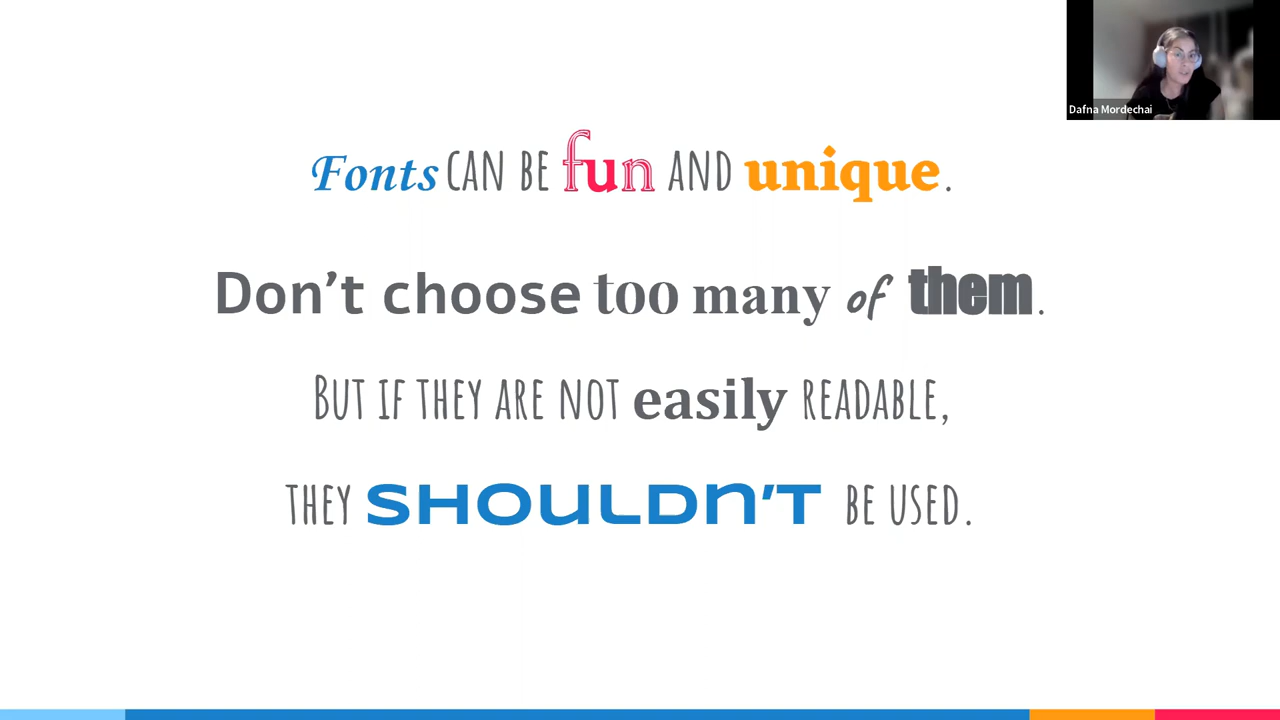 Dafna Mordechai
Fonts CAN BE fun AND unique.
Don't choose too many of them.
BUT IF THEY ARE NOT easily READABLE,
THEY SHOULDN'T BE USED.